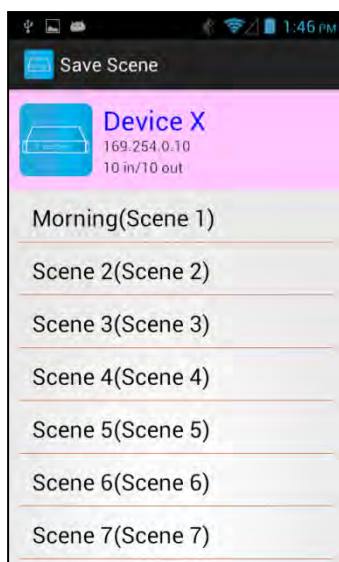 1:46 PM
Save Scene
Device X
169.254.0.10
10 in/10 out
Morning(Scene 1)
Scene 2(Scene 2)
Scene 3(Scene 3)
Scene 4(Scene 4)
Scene 5(Scene 5)
Scene 6(Scene 6)
Scene 7(Scene 7)